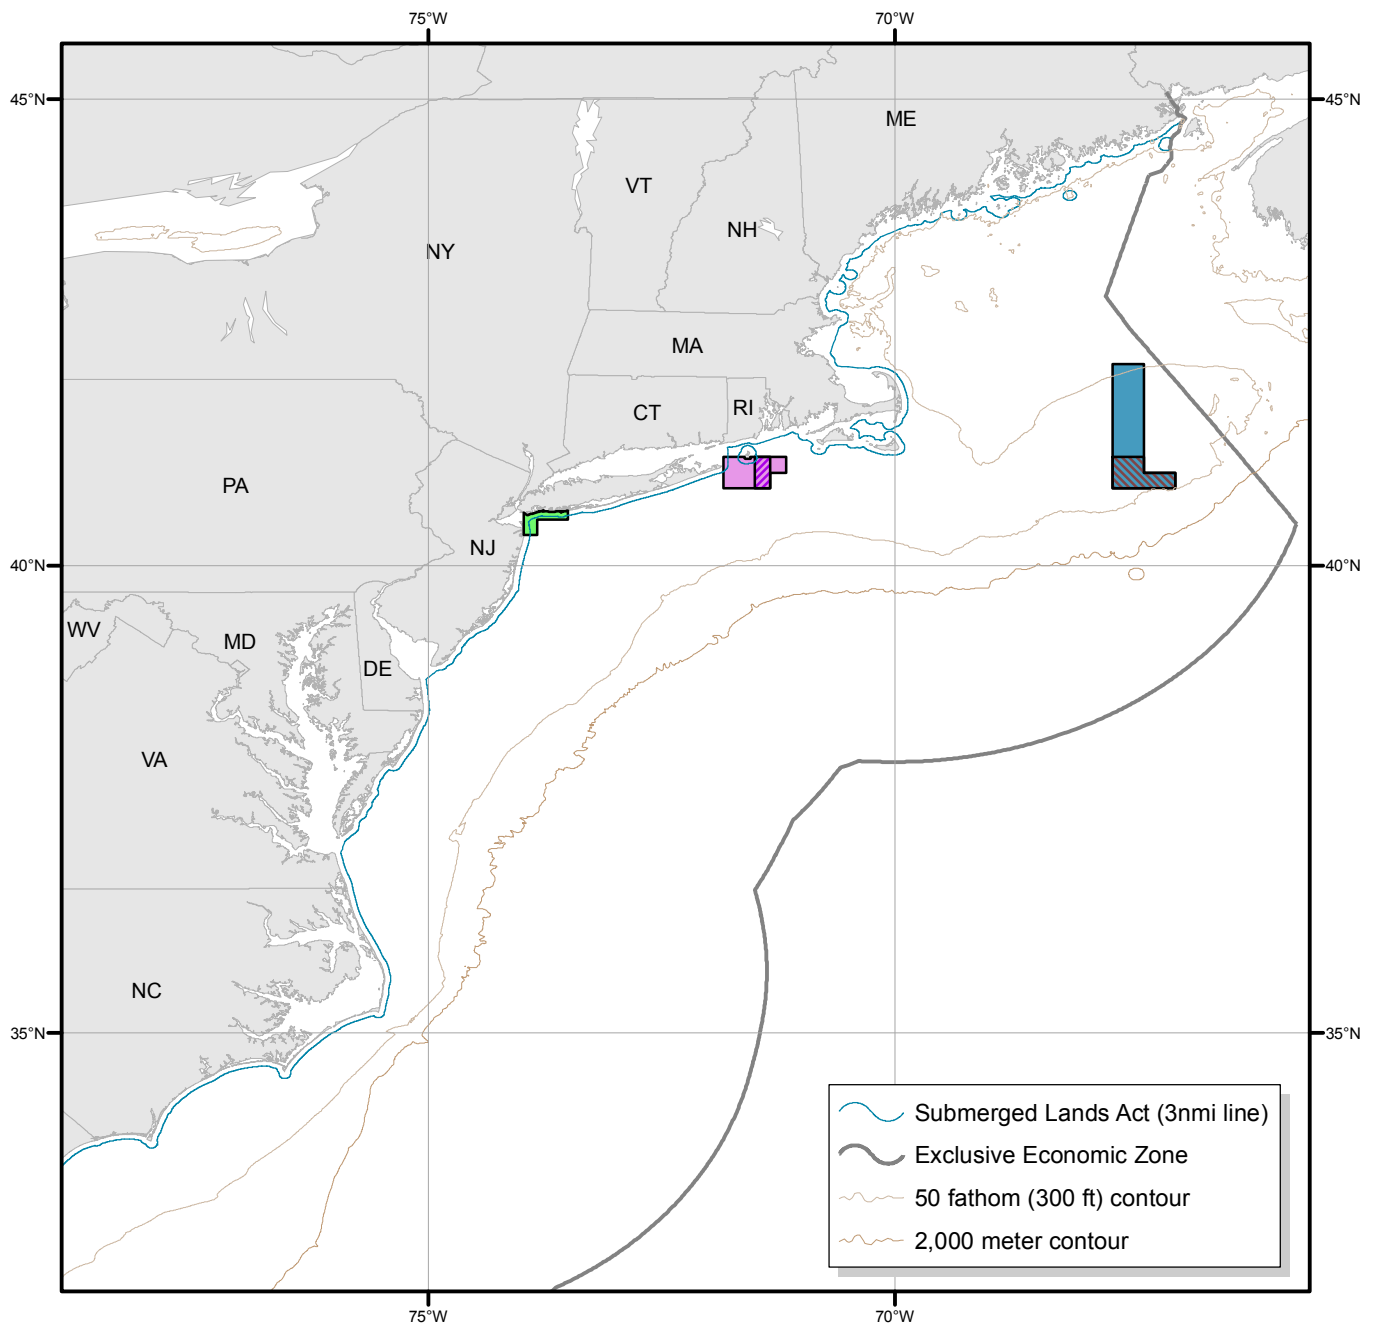 75°W 70°W
45°N 45°N
ME
VT
NH
NY
MA
RI
CT
PA
NJ
40°N 40°N
WV
MD
DE
VA
NC
35°N 35°N
Submerged Lands Act (3nmi line)
Exclusive Economic Zone
50 fathom (300 ft) contour
2,000 meter contour
75°W 70°W